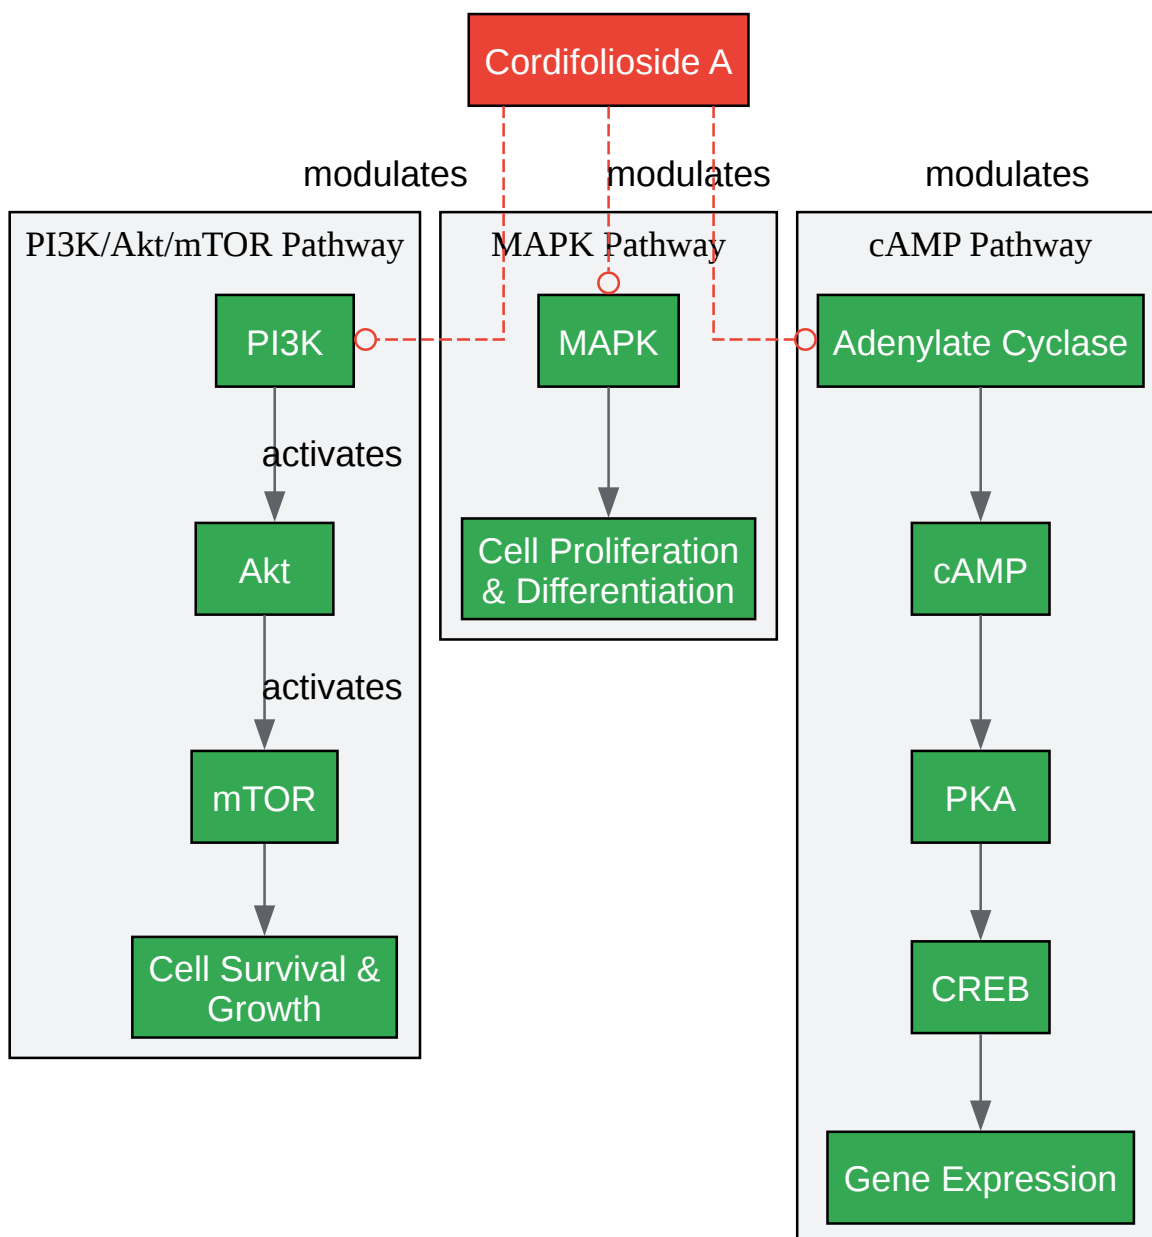 Cordifolioside A
modulates
modulates
modulates
PI3K/Akt/mTOR Pathway
MAPK Pathway
cAMP Pathway
PI3K
MAPK
Adenylate Cyclase
activates
Akt
Cell Proliferation
& Differentiation
cAMP
activates
mTOR
PKA
Cell Survival &
Growth
CREB
Gene Expression